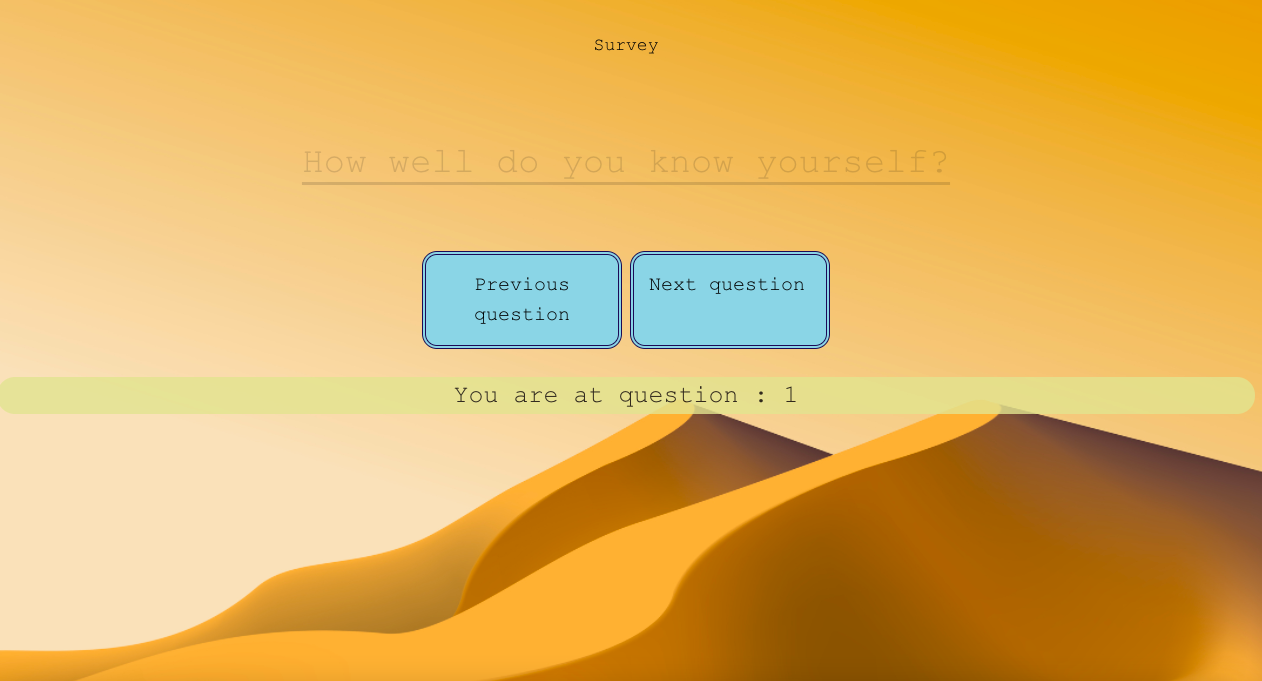 Survey
How well do you know yourself?
Previous
question
Next question
You are at question : 1